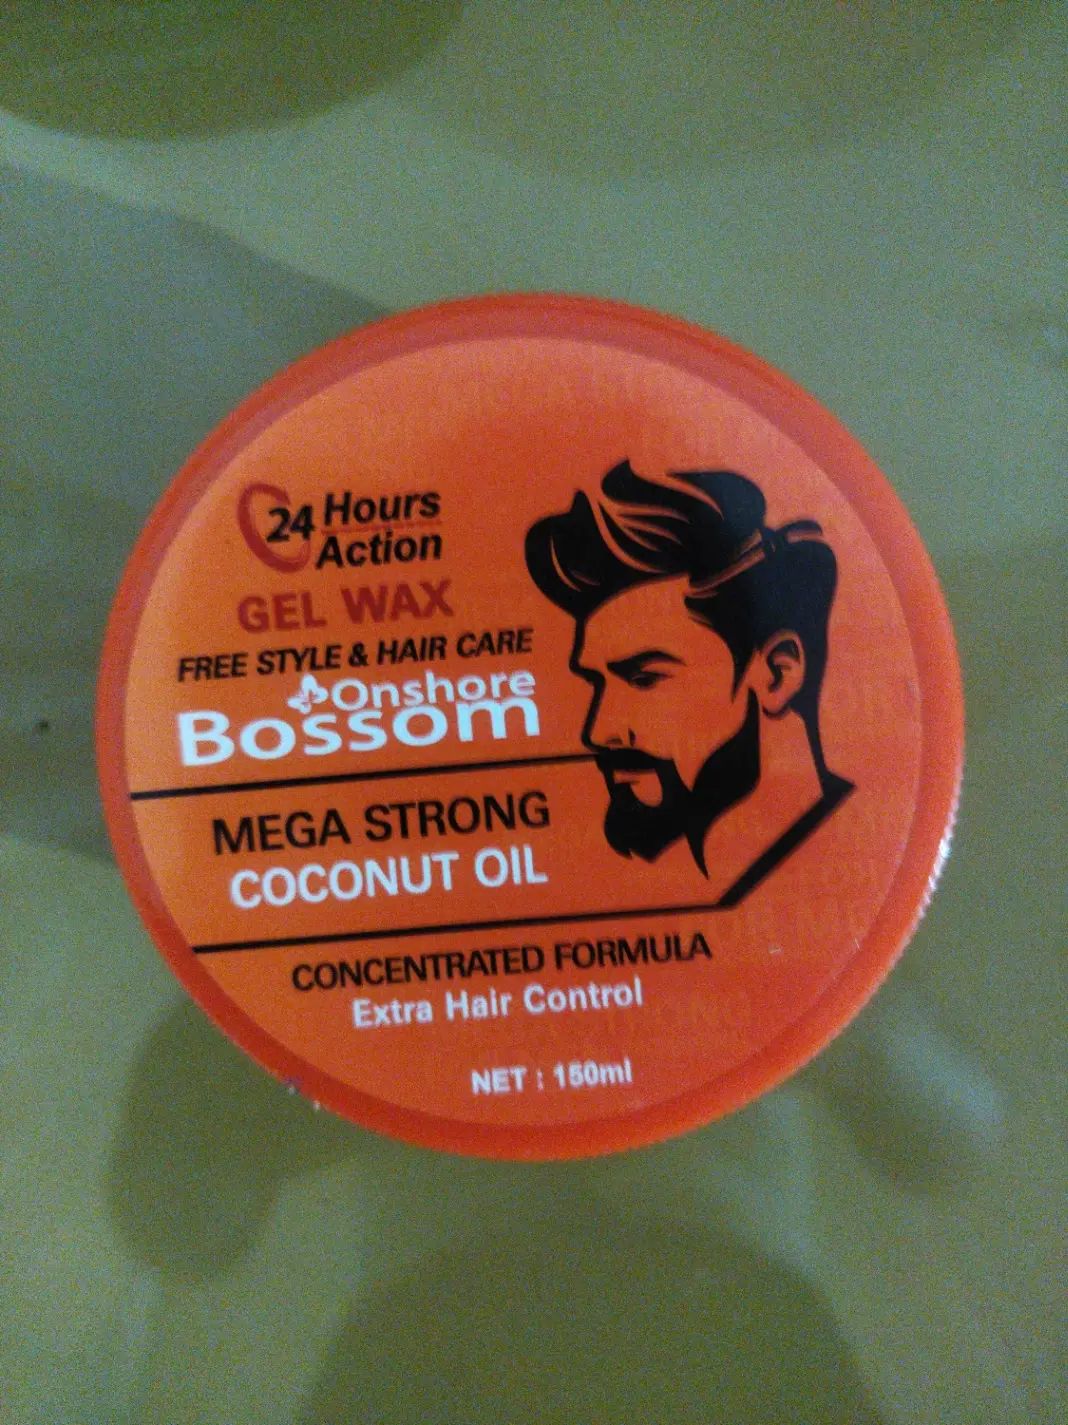 24 Hours
Action
GEL WAX
FREE STYLE & HAIR CARE
Onshore
Bossom
MEGA STRONG
COCONUT OIL
CONCENTRATED FORMULA
Extra Hair Control
NET : 150ml